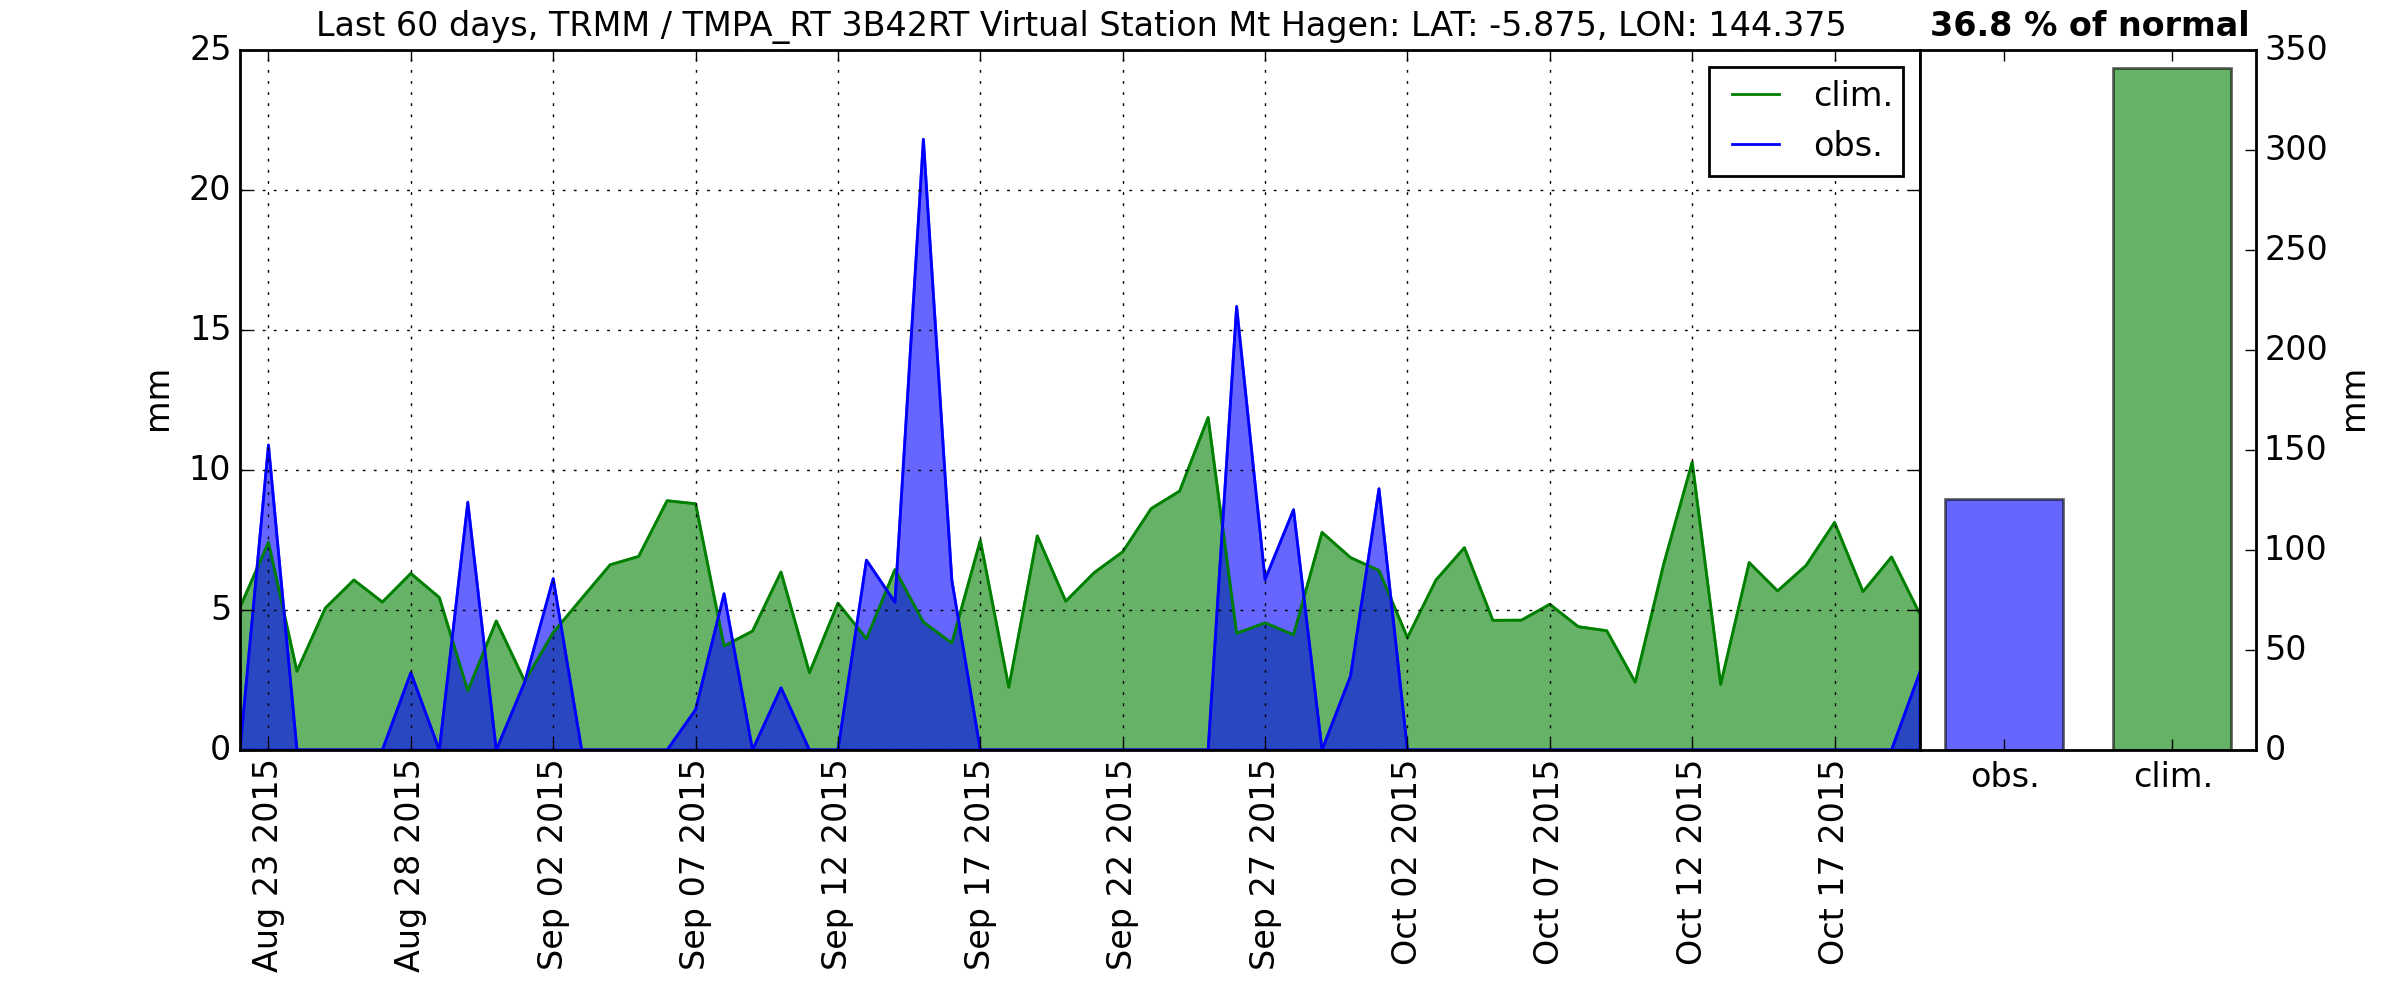 Last 60 days, TRMM / TMPA_RT 3B42RT Virtual Station Mt Hagen: LAT: -5.875, LON: 144.375
36.8 % of normal
25
20
15
10
5
0
mm
clim.
obs.
350
300
250
200
150
100
50
0
mm
obs.
clim.
Aug 23 2015
Aug 28 2015
Sep 02 2015
Sep 07 2015
Sep 12 2015
Sep 17 2015
Sep 22 2015
Sep 27 2015
Oct 02 2015
Oct 07 2015
Oct 12 2015
Oct 17 2015